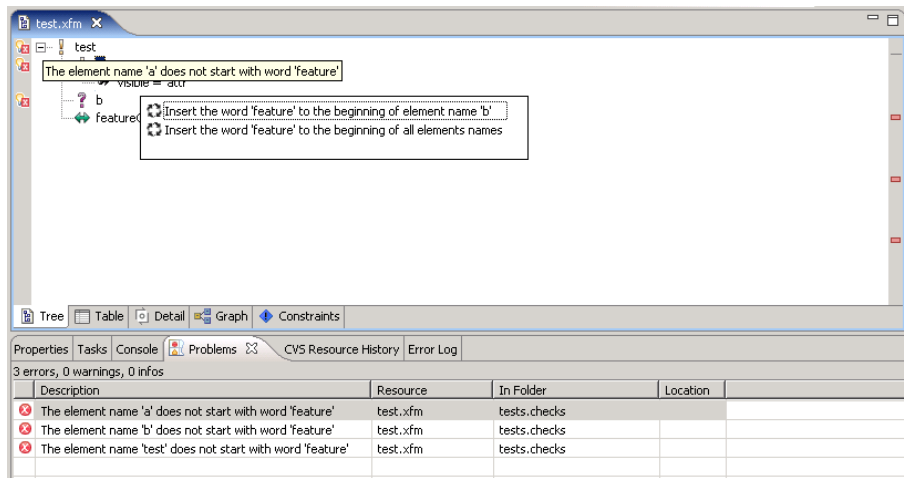 test.xfm
test
The element name 'a' does not start with word 'feature'
visible = attr
b
feature
Insert the word 'feature' to the beginning of element name 'b'
Insert the word 'feature' to the beginning of all elements names
Tree Table Detail Graph Constraints
Properties Tasks Console Problems CVS Resource History Error Log
3 errors, 0 warnings, 0 infos
Description Resource In Folder Location
The element name 'a' does not start with word 'feature' test.xfm tests.checks
The element name 'b' does not start with word 'feature' test.xfm tests.checks
The element name 'test' does not start with word 'feature' test.xfm tests.checks